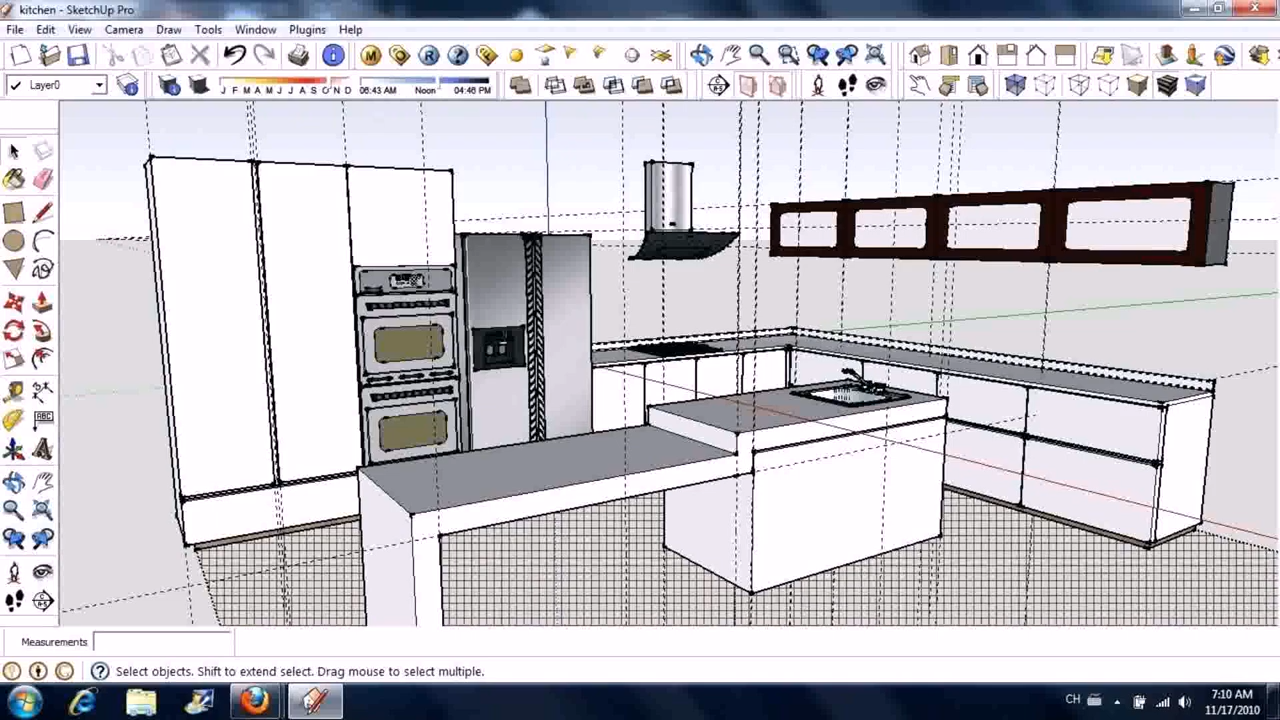 kitchen - SketchUp Pro
File Edit View Camera Draw Tools Window Plugins Help
Layer0
J F M A M J J A S O N D
06:43 AM Noon 04:46 PM
ABC
Measurements
Select objects. Shift to extend select. Drag mouse to select multiple.
CH
7:10 AM
11/17/2010